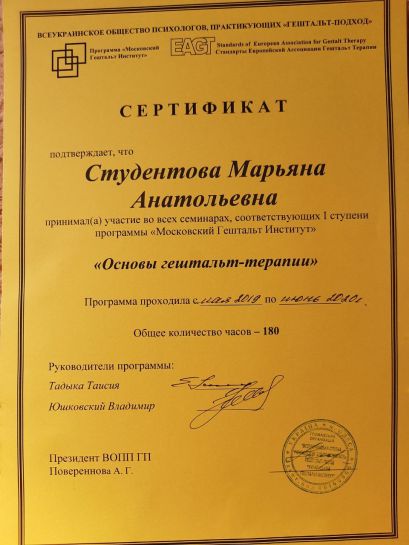 ВСЕУКРАИНСКОЕ ОБЩЕСТВО ПСИХОЛОГОВ, ПРАКТИКУЮЩИХ «ГЕШТАЛЬТ-ПОДХОД»
Программа «Московский
Гештальт Институт»
EAGT
Standards of European Association for Gestalt Therapy
Стандарты Европейской Ассоциации Гештальт Терапии
СЕРТИФИКАТ
подтверждает, что
Студентова Марьяна
Анатольевна
принимал(а) участие во всех семинарах, соответствующих I ступени
программы «Московский Гештальт Институт»
«Основы гештальт-терапии»
Программа проходила с мая 2019 по июнь 2020г.
Общее количество часов – 180
Руководители программы:
Тадыка Таисия
Юшковский Владимир
Президент ВОПП ГП
Повереннова А. Г.
УКРАЇНА